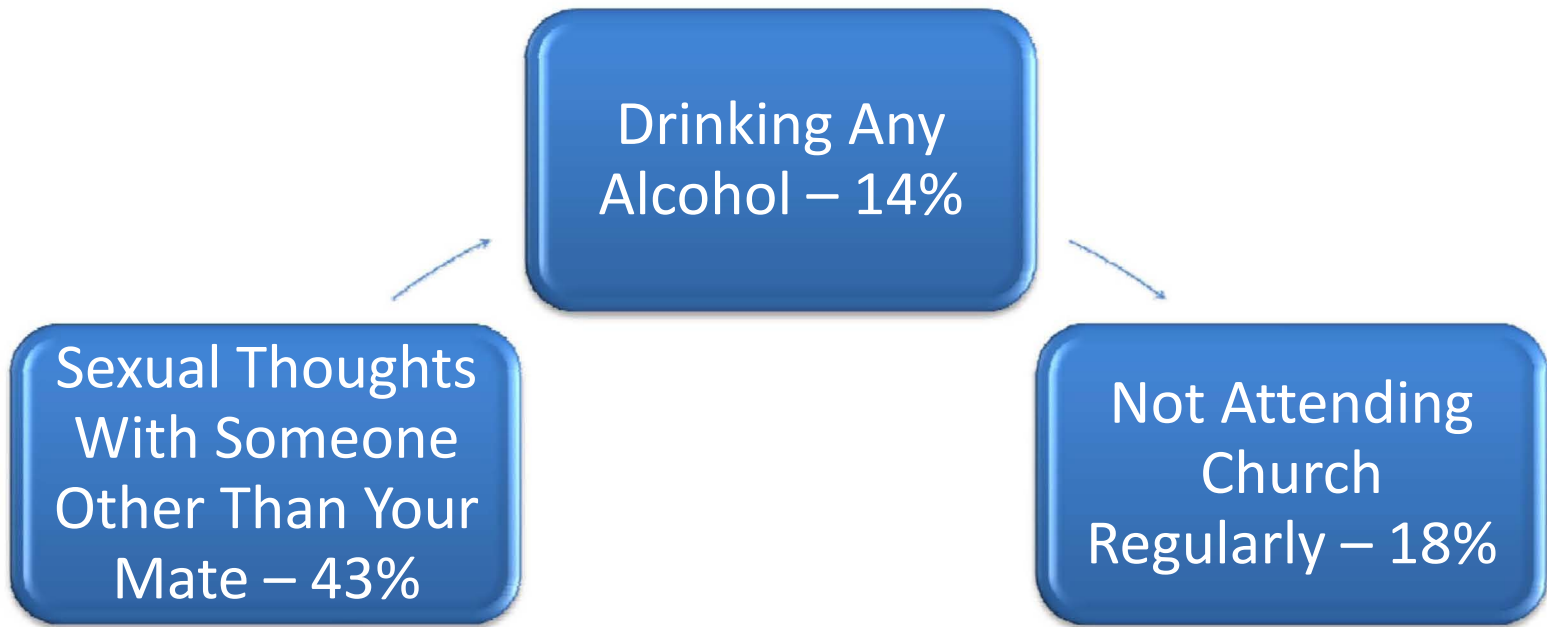 Drinking Any
Alcohol – 14%
Sexual Thoughts
With Someone
Other Than Your
Mate – 43%
Not Attending
Church
Regularly – 18%